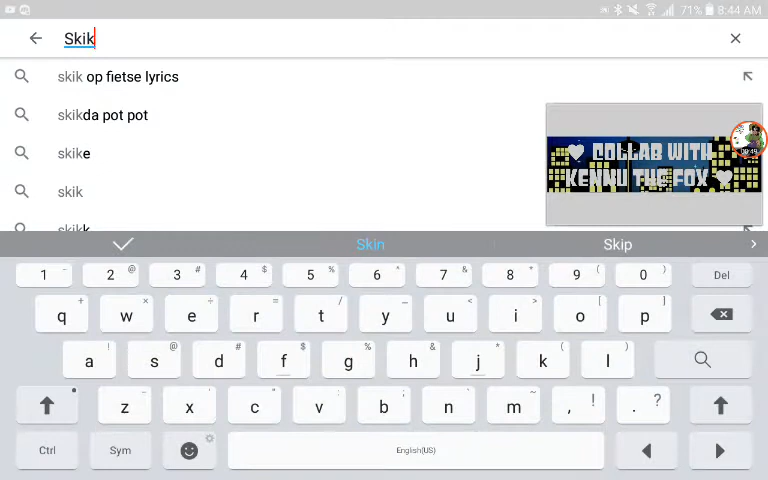 71% 8:44 AM
Skik
skik op fietse lyrics
skikda pot pot
skike
skik
skikk
COLLAB WITH
KENNU THE FOX
Skin Skip
1 - 2 @ 3 # 4 $ 5 % 6 ^ 7 & 8 * 9 ( 0 ) Del
q + w × e ÷ r = t / y _ u < i > o [ p ]
a ! s @ d # f $ g % h & j * k ( l )
z - x ' c " v : b ; n , m ~ , ! . ?
Ctrl Sym English(US)